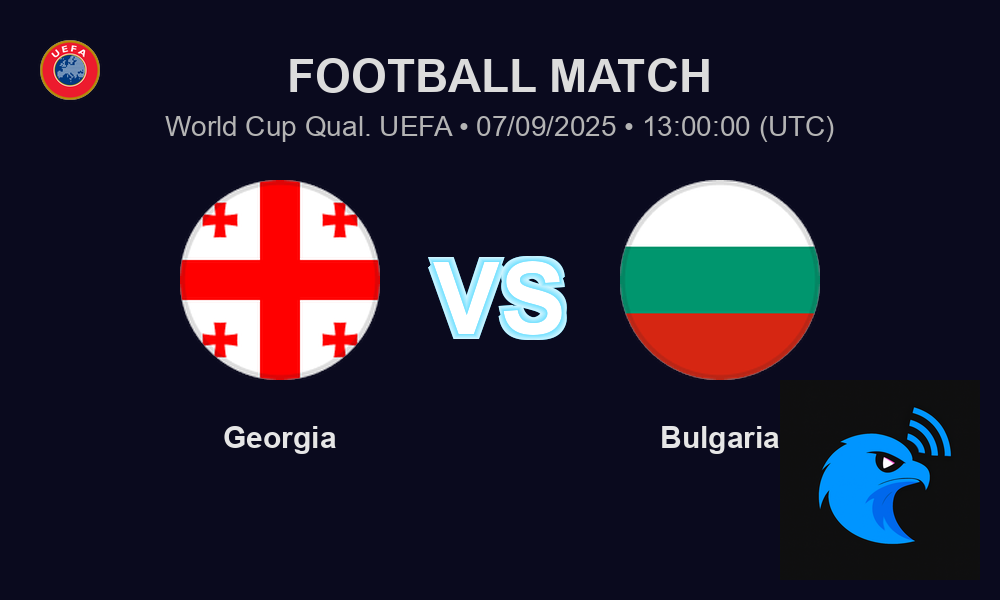 UEFA
FOOTBALL MATCH
World Cup Qual. UEFA • 07/09/2025 • 13:00:00 (UTC)
VS
Georgia
Bulgaria